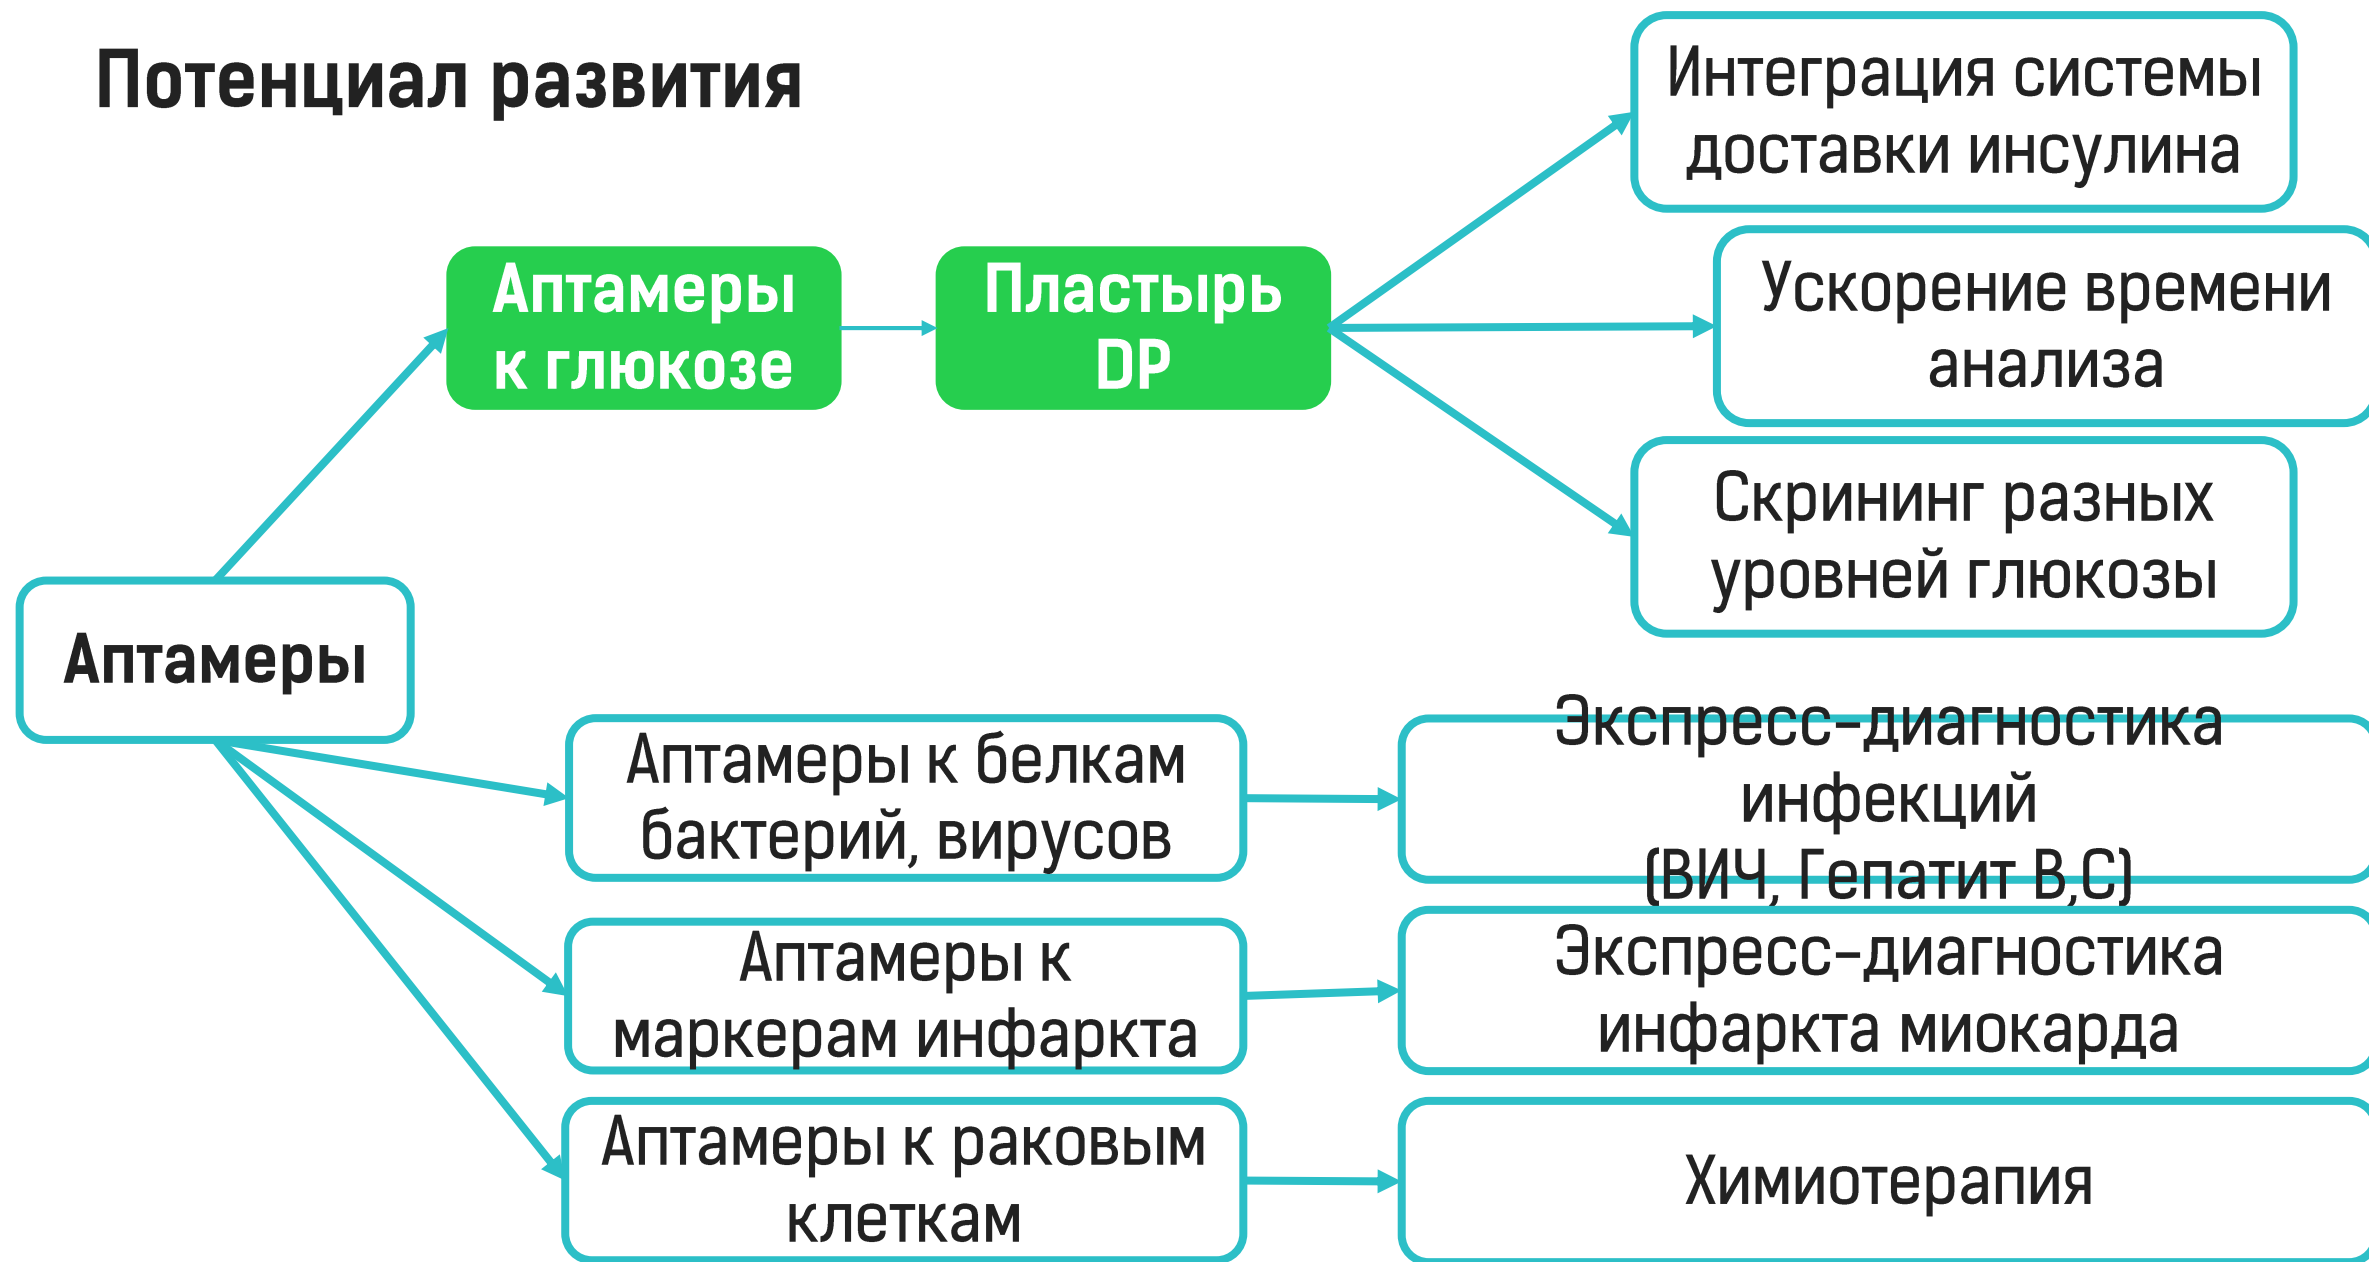 Потенциал развития
Интеграция системы
доставки инсулина
Аптамеры
к глюкозе
Пластырь
DP
Ускорение времени
анализа
Скрининг разных
уровней глюкозы
Аптамеры
Аптамеры к белкам
бактерий, вирусов
Экспресс-диагностика
инфекций
(ВИЧ, Гепатит В,С)
Аптамеры к
маркерам инфаркта
Экспресс-диагностика
инфаркта миокарда
Аптамеры к раковым
клеткам
Химиотерапия